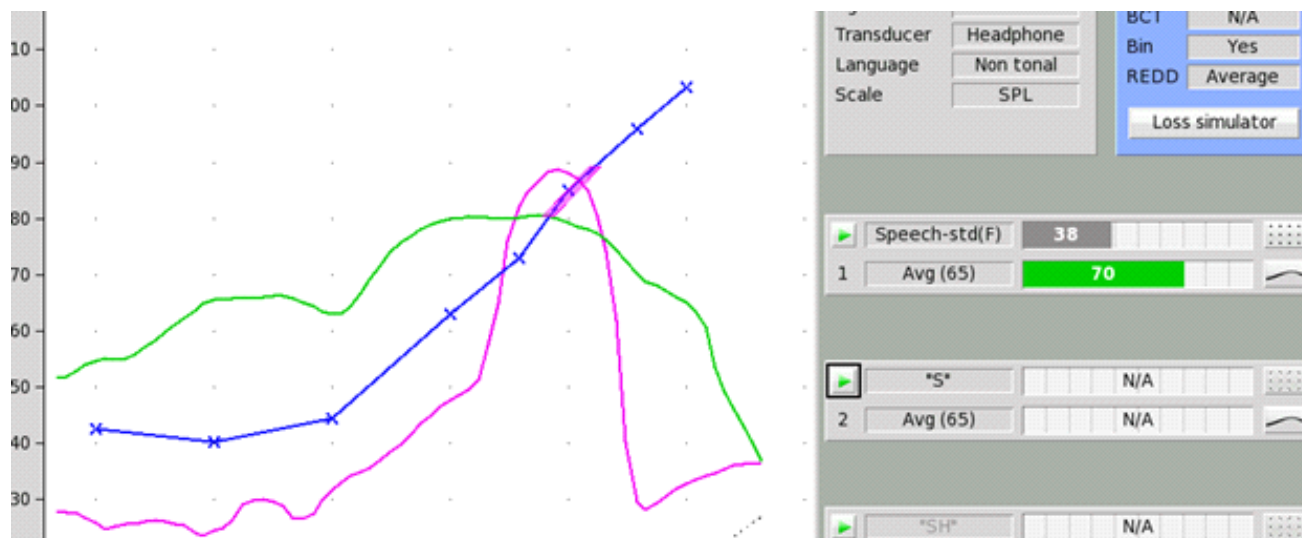 10
00
90
80
70
60
50
40
30
Transducer Headphone
Language Non tonal
Scale SPL
BCT N/A
Bin Yes
REDD Average
Loss simulator
Speech-std(F) 38
1 Avg (65) 70
"S" N/A
2 Avg (65) N/A
"SH" N/A